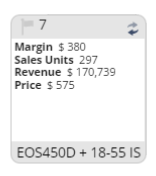 7
Margin $ 380
Sales Units 297
Revenue $ 170,739
Price $ 575
EOS450D + 18-55 IS